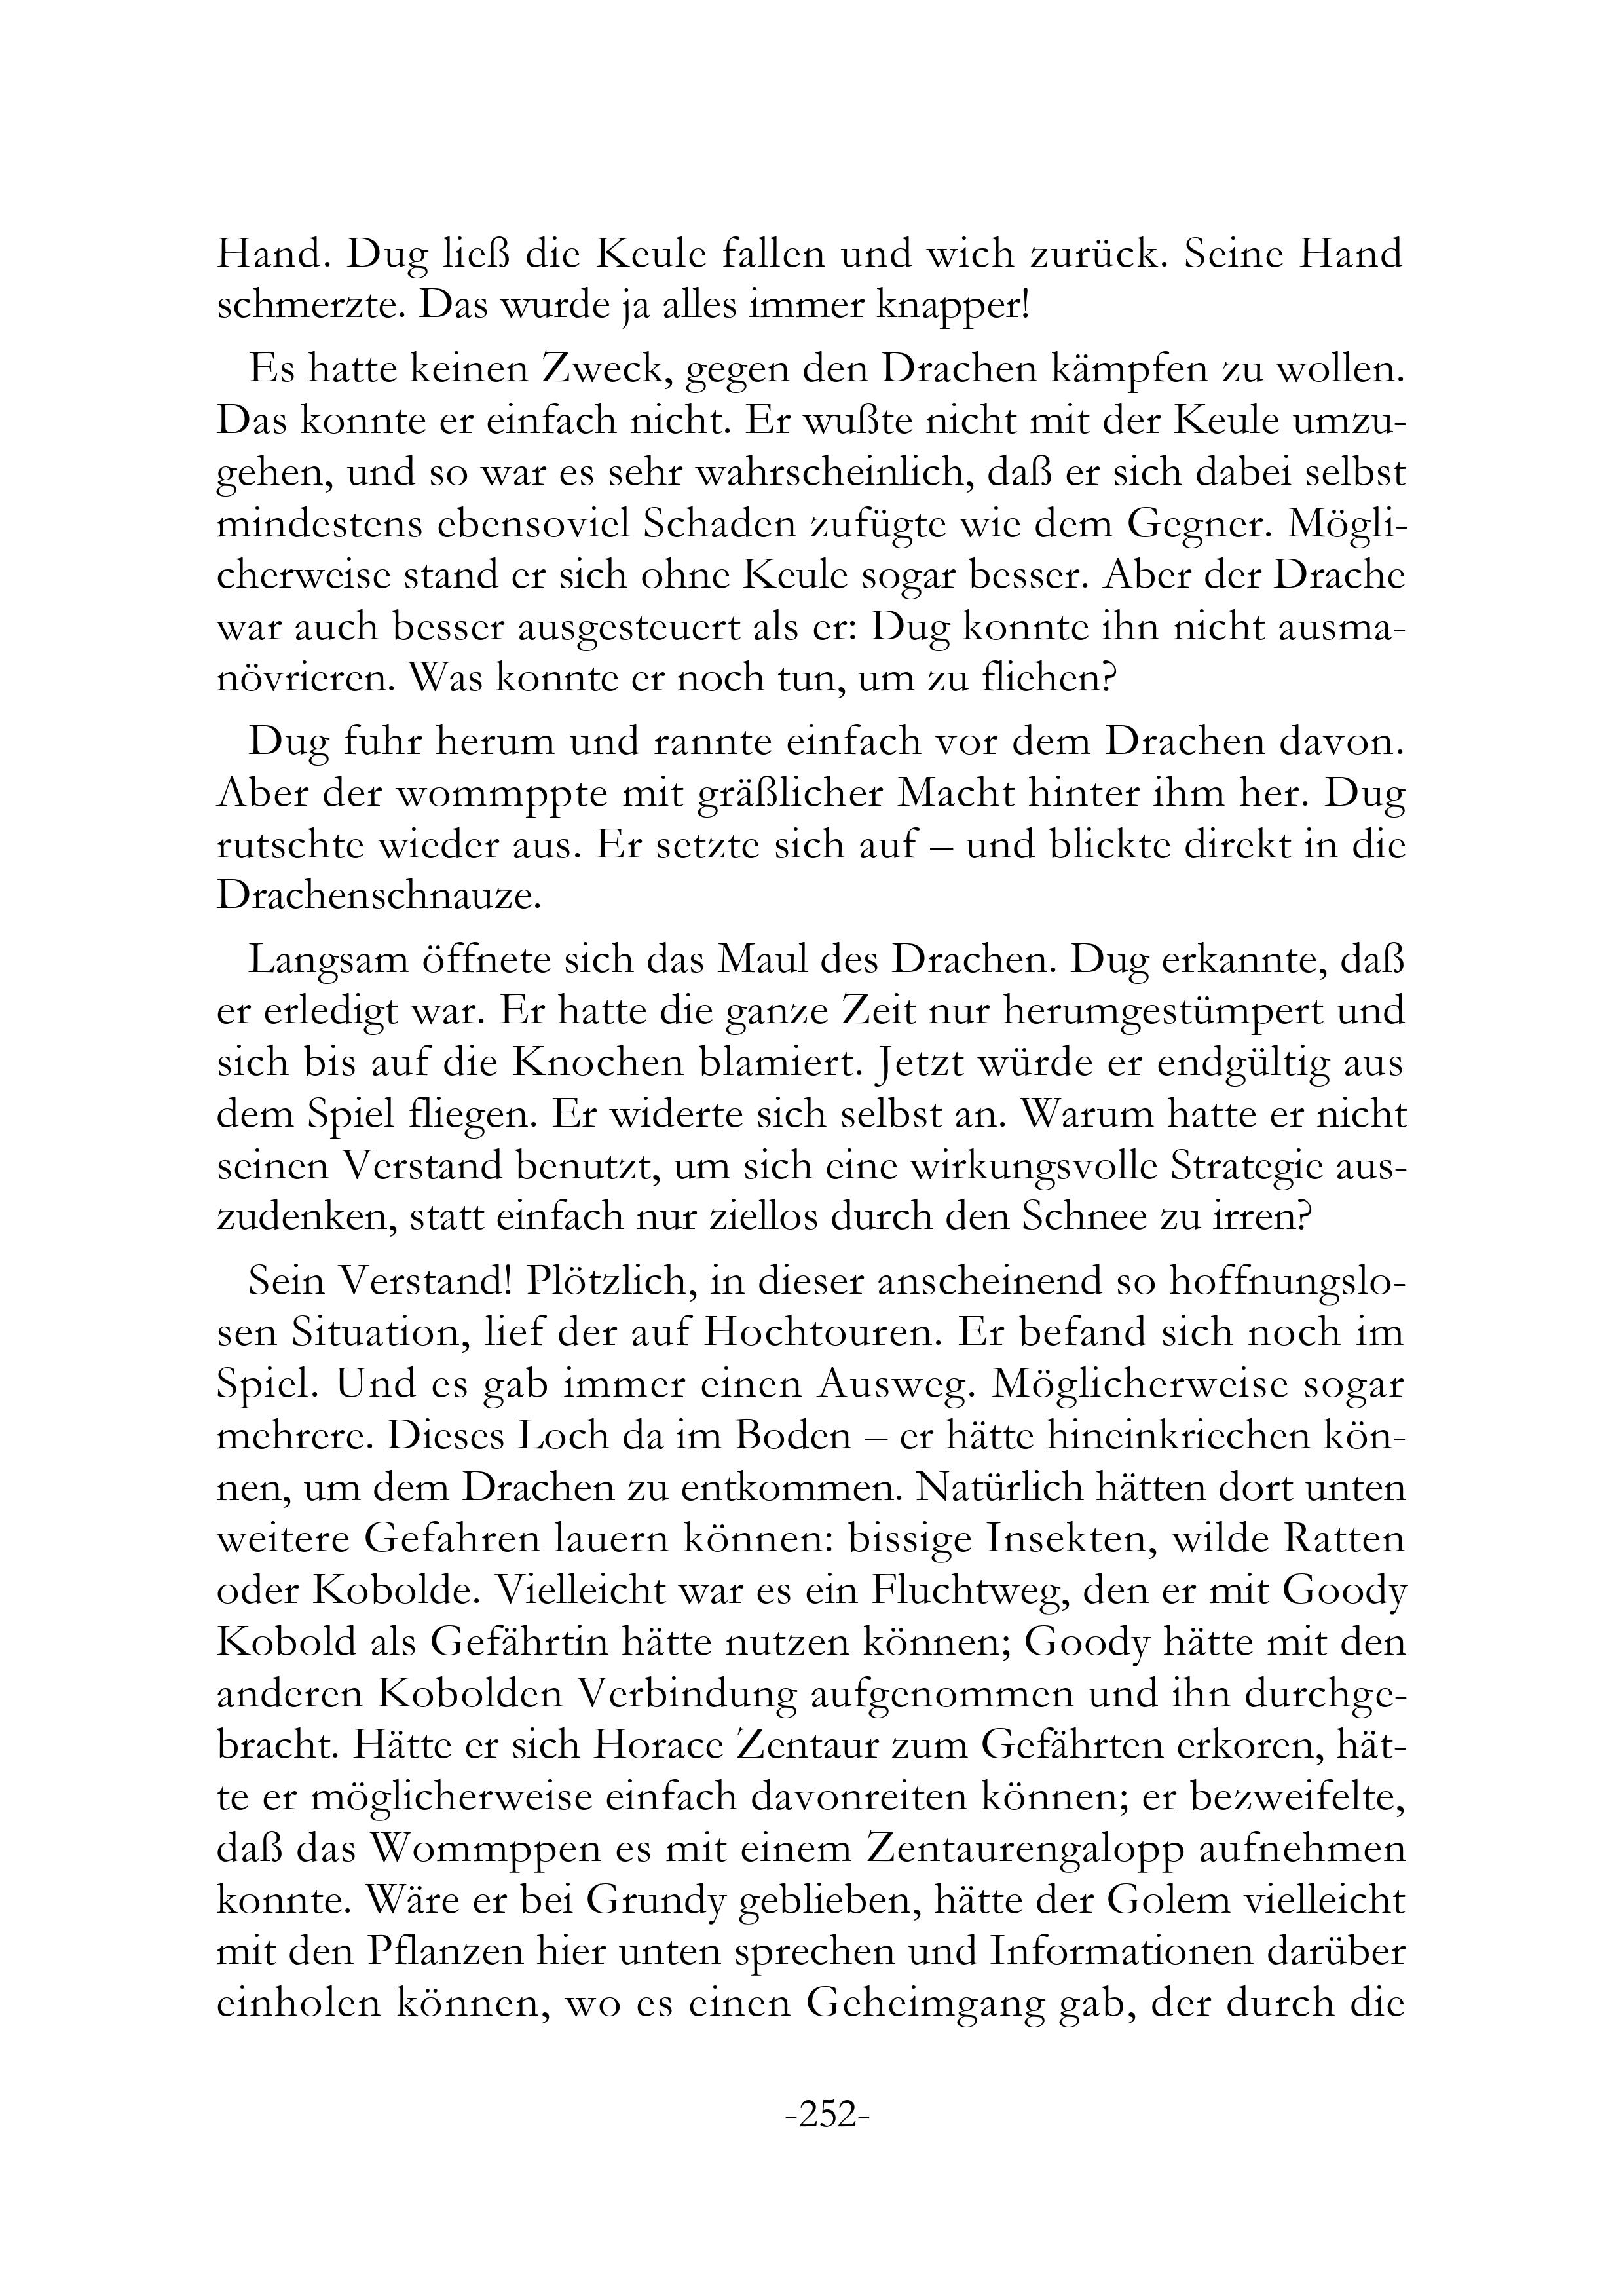 Hand. Dug ließ die Keule fallen und wich zurück. Seine Hand
schmerzte. Das wurde ja alles immer knapper!
Es hatte keinen Zweck, gegen den Drachen kämpfen zu wollen.
Das konnte er einfach nicht. Er wußte nicht mit der Keule umzu-
gehen, und so war es sehr wahrscheinlich, daß er sich dabei selbst
mindestens ebensoviel Schaden zufügte wie dem Gegner. Mögli-
cherweise stand er sich ohne Keule sogar besser. Aber der Drache
war auch besser ausgesteuert als er: Dug konnte ihn nicht ausma-
növrieren. Was konnte er noch tun, um zu fliehen?
Dug fuhr herum und rannte einfach vor dem Drachen davon.
Aber der wommppte mit gräßlicher Macht hinter ihm her. Dug
rutschte wieder aus. Er setzte sich auf – und blickte direkt in die
Drachenschnauze.
Langsam öffnete sich das Maul des Drachen. Dug erkannte, daß
er erledigt war. Er hatte die ganze Zeit nur herumgestümpert und
sich bis auf die Knochen blamiert. Jetzt würde er endgültig aus
dem Spiel fliegen. Er widerte sich selbst an. Warum hatte er nicht
seinen Verstand benutzt, um sich eine wirkungsvolle Strategie aus-
zudenken, statt einfach nur ziellos durch den Schnee zu irren?
Sein Verstand! Plötzlich, in dieser anscheinend so hoffnungslo-
sen Situation, lief der auf Hochtouren. Er befand sich noch im
Spiel. Und es gab immer einen Ausweg. Möglicherweise sogar
mehrere. Dieses Loch da im Boden – er hätte hineinkriechen kön-
nen, um dem Drachen zu entkommen. Natürlich hätten dort unten
weitere Gefahren lauern können: bissige Insekten, wilde Ratten
oder Kobolde. Vielleicht war es ein Fluchtweg, den er mit Goody
Kobold als Gefährtin hätte nutzen können; Goody hätte mit den
anderen Kobolden Verbindung aufgenommen und ihn durchge-
bracht. Hätte er sich Horace Zentaur zum Gefährten erkoren, hät-
te er möglicherweise einfach davonreiten können; er bezweifelte,
daß das Wommppen es mit einem Zentaurengalopp aufnehmen
konnte. Wäre er bei Grundy geblieben, hätte der Golem vielleicht
mit den Pflanzen hier unten sprechen und Informationen darüber
einholen können, wo es einen Geheimgang gab, der durch die
-252-